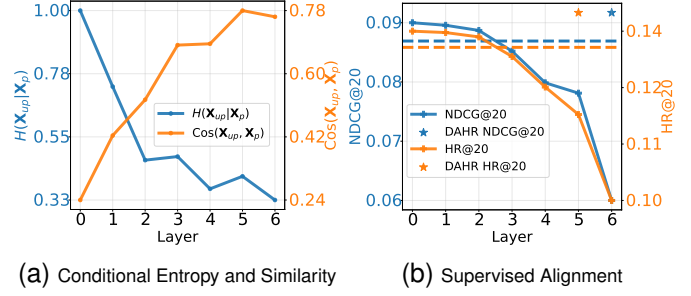 1.00
0.78
0.55
0.33
H(X_up|X_p)
0.78
0.60
0.42
0.24
Cos(X_up, X_p)
H(X_up|X_p)
Cos(X_up, X_p)
0 1 2 3 4 5 6
Layer
(a) Conditional Entropy and Similarity
0.09
0.08
0.07
0.06
NDCG@20
0.14
0.12
0.11
0.10
HR@20
NDCG@20
DAHR NDCG@20
HR@20
DAHR HR@20
0 1 2 3 4 5 6
Layer
(b) Supervised Alignment